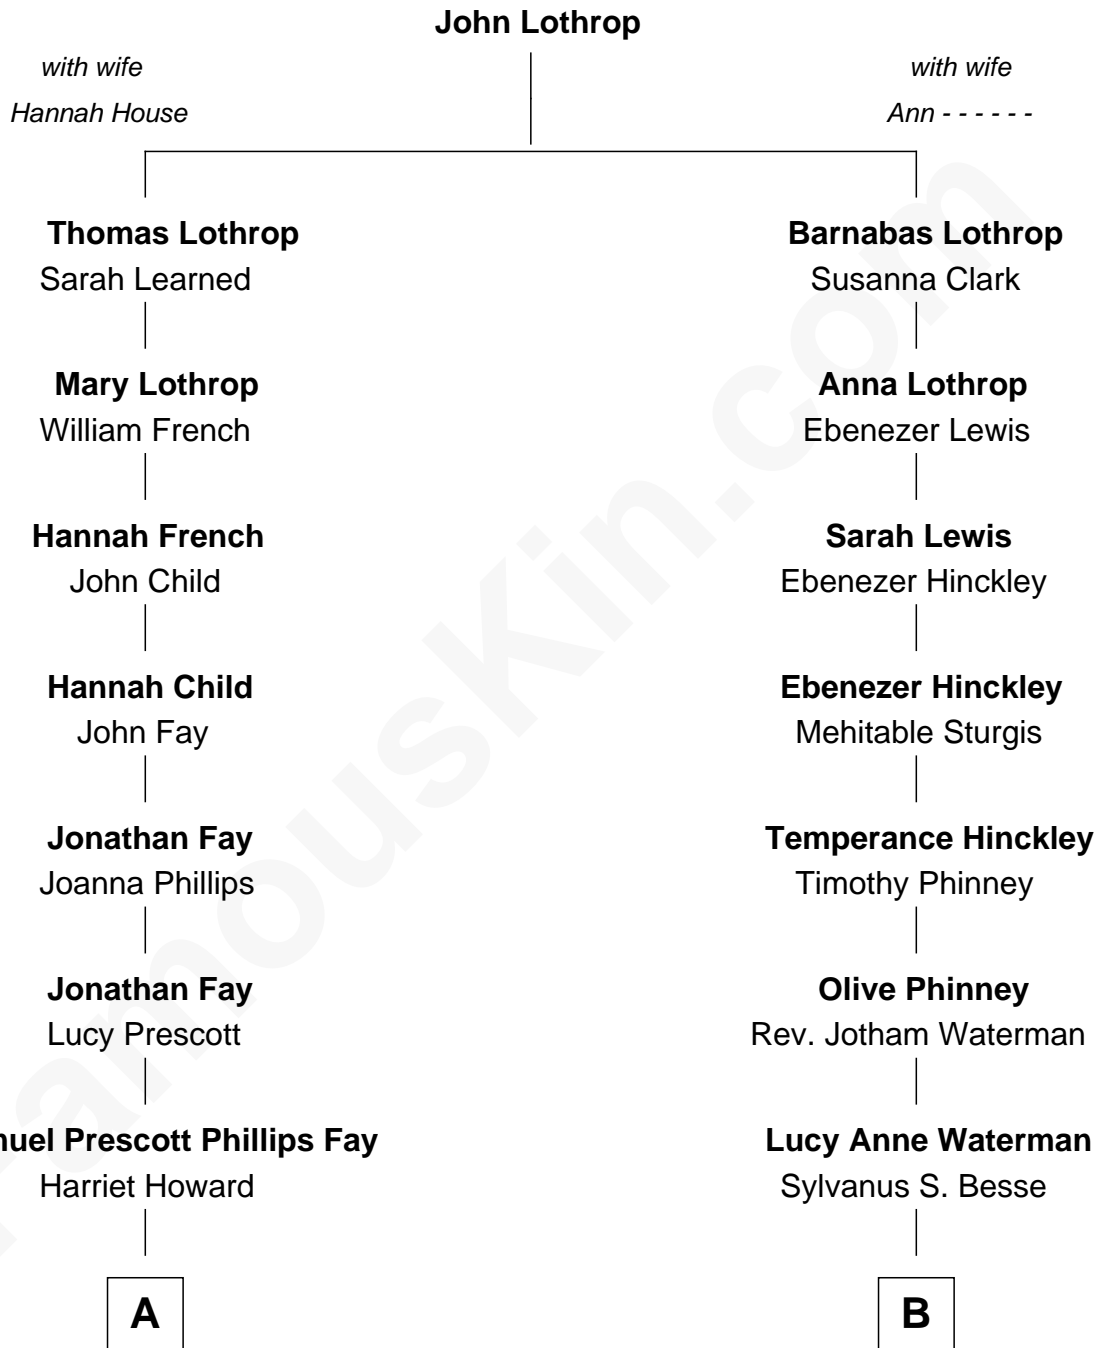 John Lothrop
with wife
Hannah House
with wife
Ann - - - - - -
Thomas Lothrop
Sarah Learned
Barnabas Lothrop
Susanna Clark
Mary Lothrop
William French
Anna Lothrop
Ebenezer Lewis
Hannah French
John Child
Sarah Lewis
Ebenezer Hinckley
Hannah Child
John Fay
Ebenezer Hinckley
Mehitable Sturgis
Jonathan Fay
Joanna Phillips
Temperance Hinckley
Timothy Phinney
Jonathan Fay
Lucy Prescott
Olive Phinney
Rev. Jotham Waterman
nuel Prescott Phillips Fay
Harriet Howard
Lucy Anne Waterman
Sylvanus S. Besse
A
B
FamousKin.com